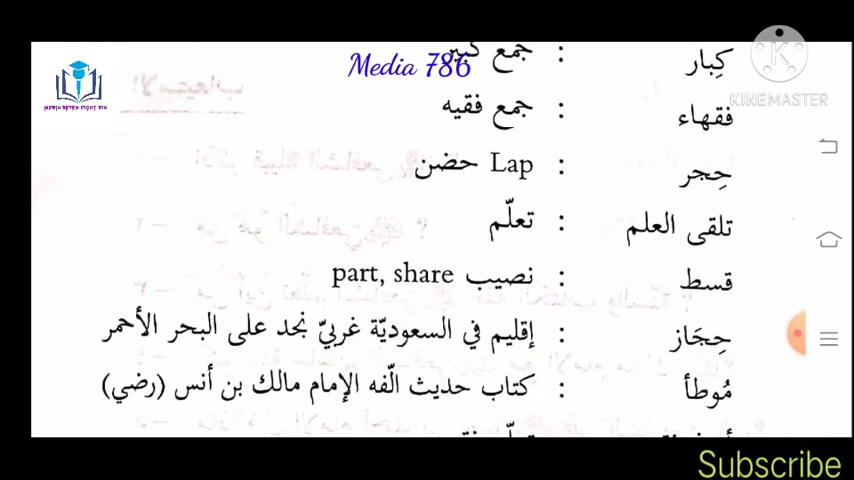 Media 786
KINEMASTER
كِبار : جمع كبير
فقهاء : جمع فقيه
حِجر : Lap حضن
تلقى العلم : تعلّم
قسط : نصيب part, share
حِجَاز : إقليم في السعوديّة غربيّ نجد على البحر الأحمر
مُوطأ : كتاب حديث الّفه الإمام مالك بن أنس (رضي)
Subscribe